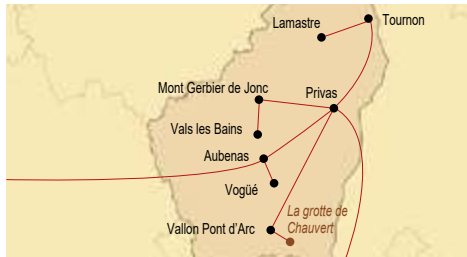 Tournon
Lamastre
Mont Gerbier de Jonc
Privas
Vals les Bains
Aubenas
Vogüé
La grotte de
Chauvert
Vallon Pont d'Arc